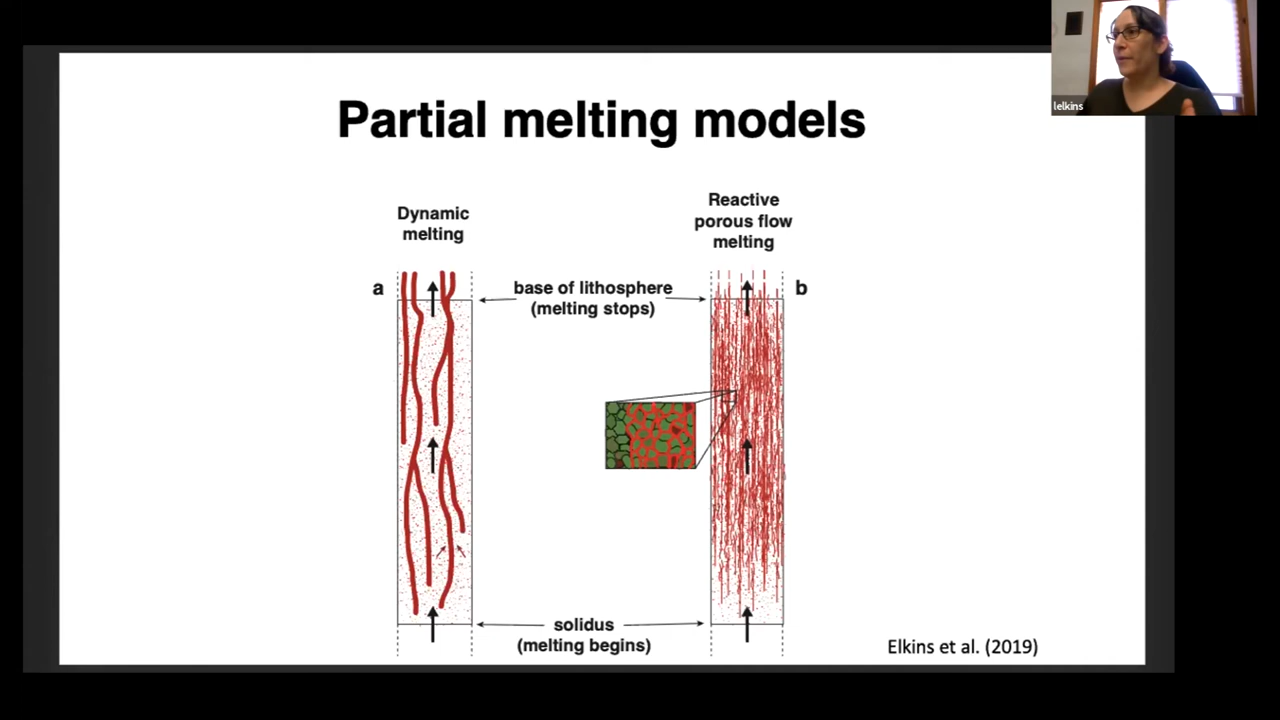 lelkins
Partial melting models
Dynamic
melting
Reactive
porous flow
melting
a
base of lithosphere
(melting stops)
b
solidus
(melting begins)
Elkins et al. (2019)